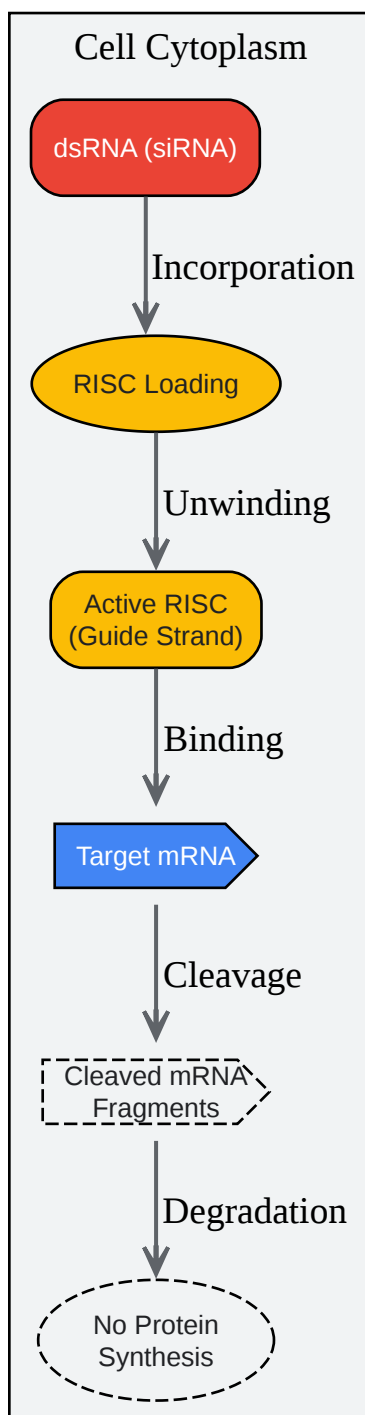 Cell Cytoplasm
dsRNA (siRNA)
Incorporation
RISC Loading
Unwinding
Active RISC
(Guide Strand)
Binding
Target mRNA
Cleavage
Cleaved mRNA
Fragments
Degradation
No Protein
Synthesis